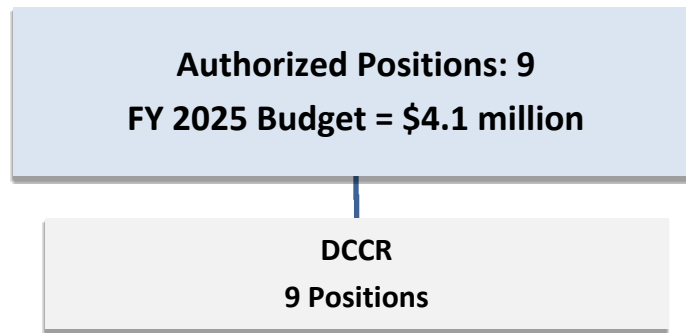 Authorized Positions: 9
FY 2025 Budget = $4.1 million
DCCR
9 Positions